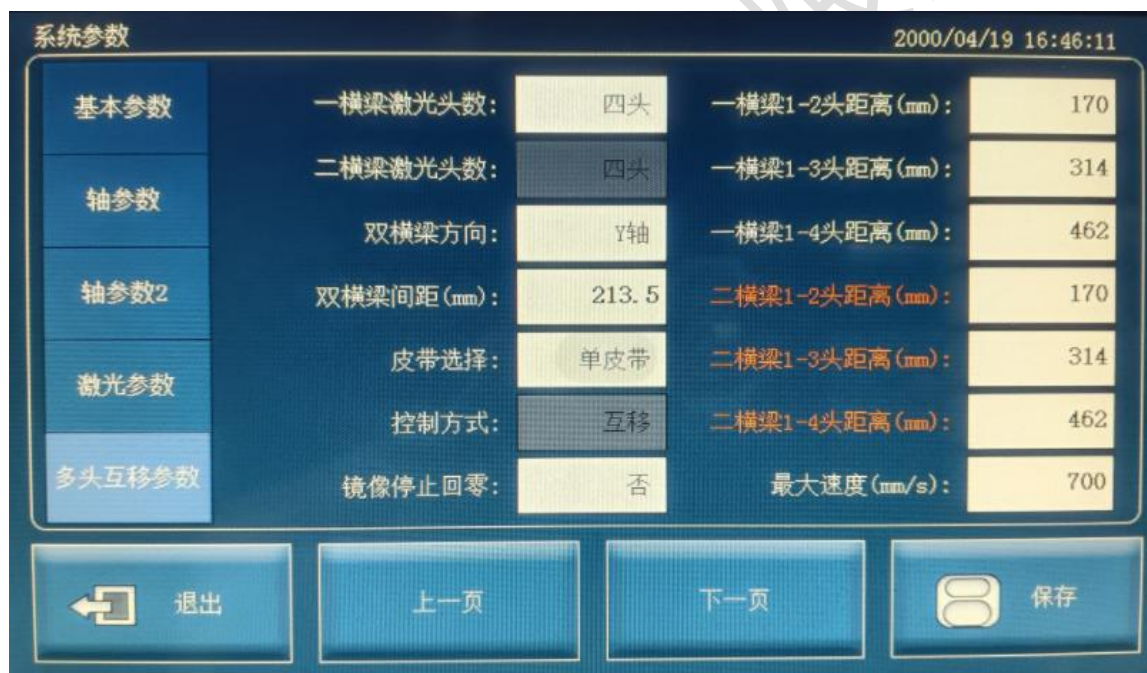 系统参数 2000/04/19 16:46:11
基本参数 一横梁激光头数: 四头 一横梁1-2头距离(mm): 170
二横梁激光头数: 四头 一横梁1-3头距离(mm): 314
轴参数 双横梁方向: Y轴 一横梁1-4头距离(mm): 462
轴参数2 双横梁间距(mm): 213.5 二横梁1-2头距离(mm): 170
激光参数 皮带选择: 单皮带 二横梁1-3头距离(mm): 314
控制方式: 互移 二横梁1-4头距离(mm): 462
多头互移参数 镜像停止回零: 否 最大速度(mm/s): 700
退出 上一页 下一页 保存